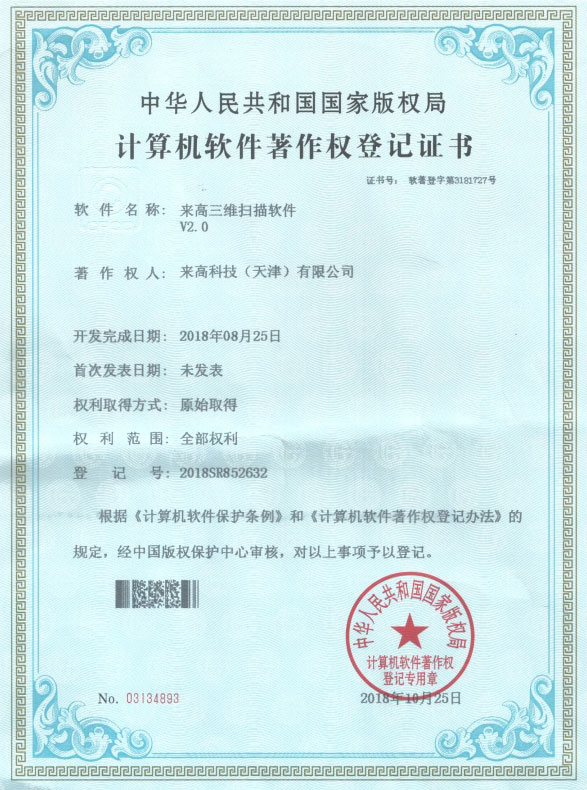 中华人民共和国国家版权局
计算机软件著作权登记证书
证书号： 软著登字第3181727号
软件名称： 来高三维扫描软件
V2.0
著作权人： 来高科技（天津）有限公司
开发完成日期： 2018年08月25日
首次发表日期： 未发表
权利取得方式： 原始取得
权利范围： 全部权利
登记号： 2018SR852632
根据《计算机软件保护条例》和《计算机软件著作权登记办法》的
规定，经中国版权保护中心审核，对以上事项予以登记。
中华人民共和国国家版权局
计算机软件著作权
登记专用章
No. 03134893
2018年10月25日